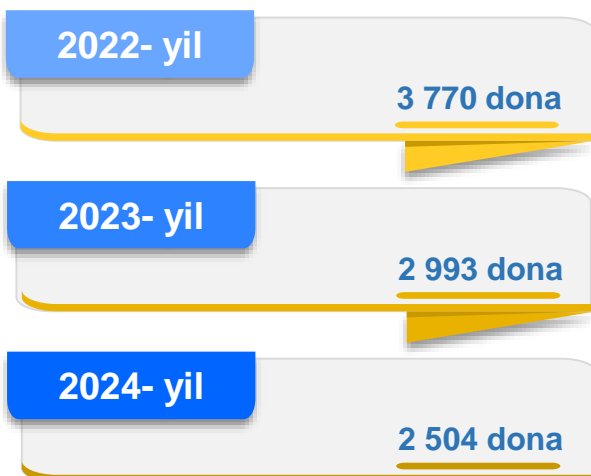 2022- yil
3 770 dona
2023- yil
2 993 dona
2024- yil
2 504 dona